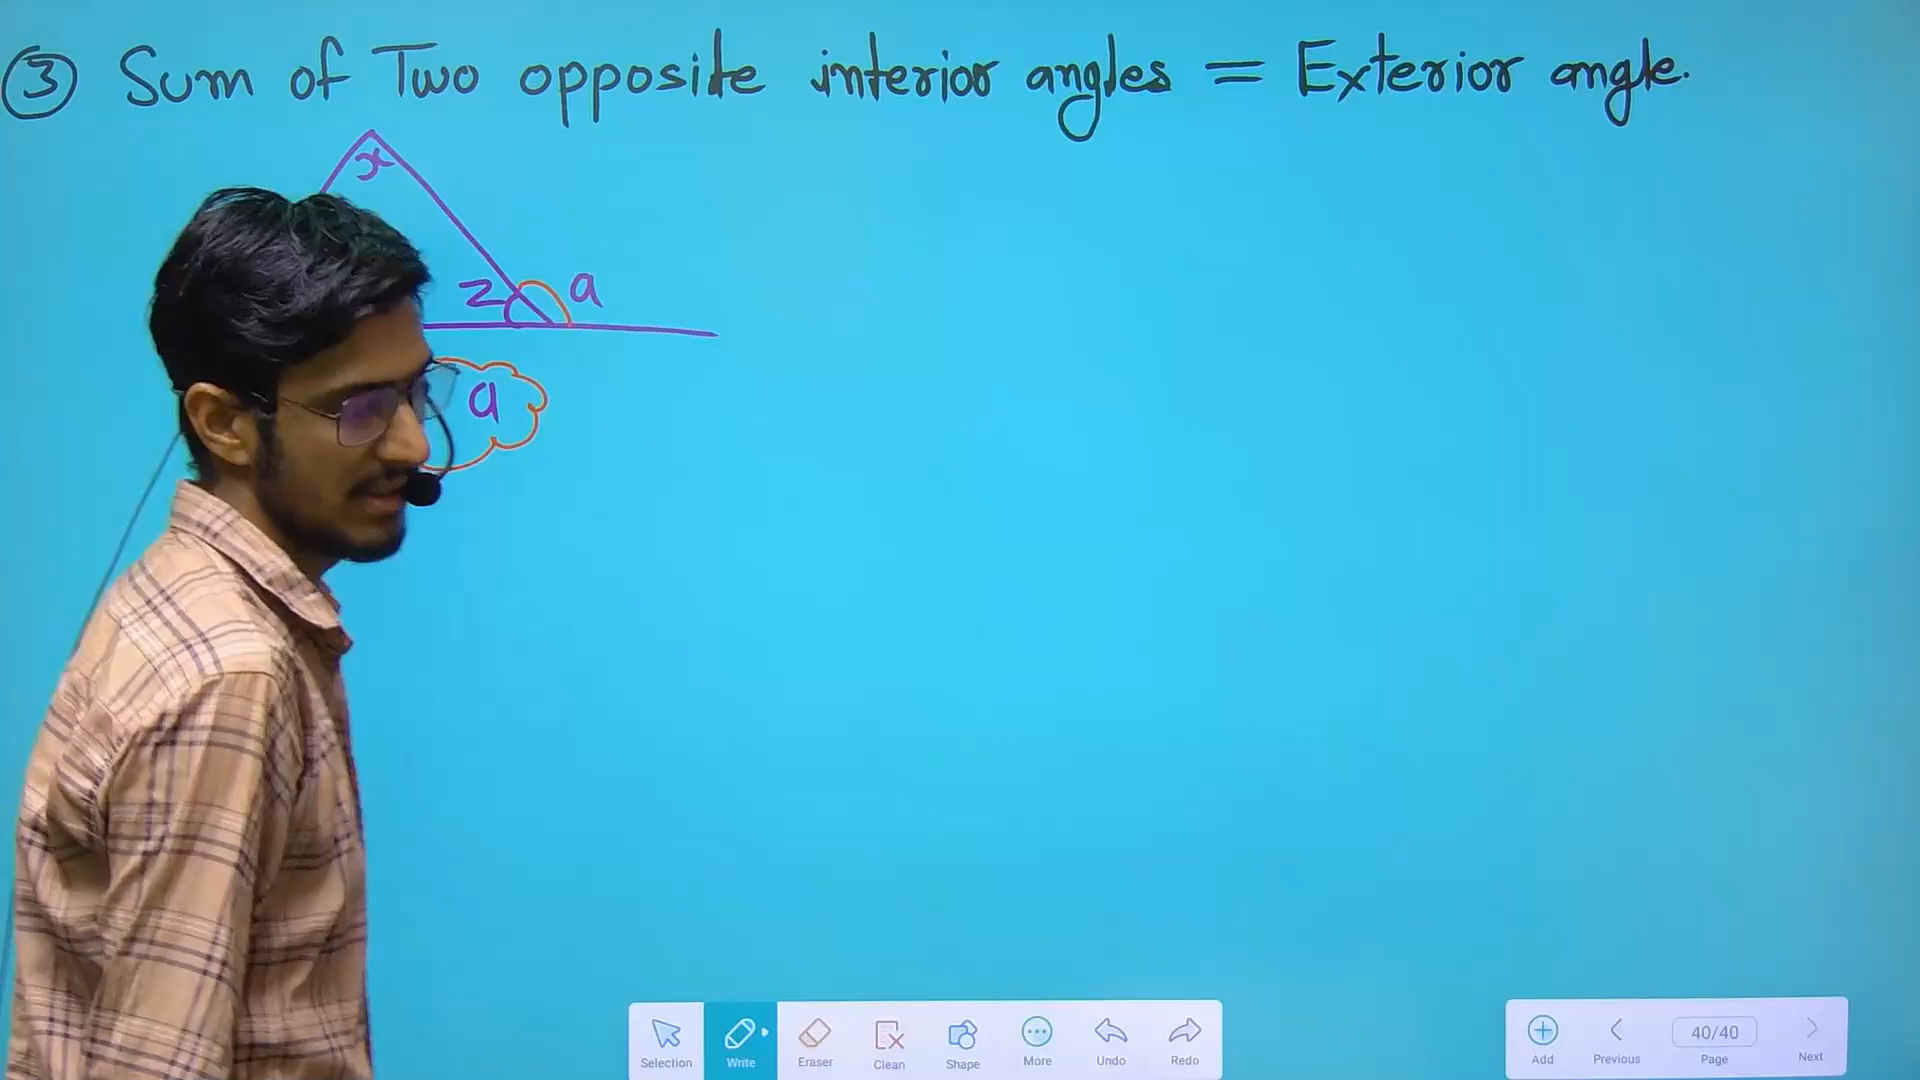 ③ Sum of Two opposite interior angles = Exterior angle.
x
z a
a
Selection Write Eraser Clean Shape More Undo Redo
Add Previous 40/40 Page Next